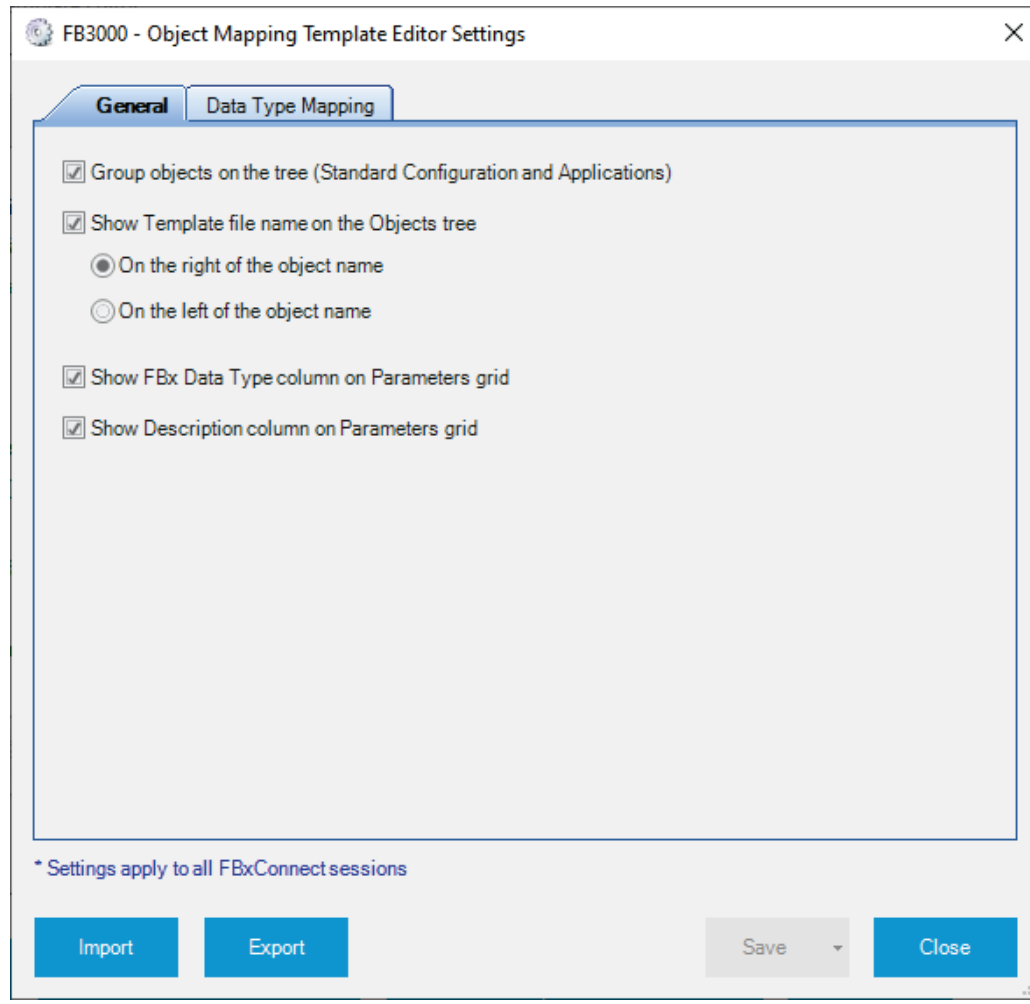 FB3000 - Object Mapping Template Editor Settings
General
Data Type Mapping
Group objects on the tree (Standard Configuration and Applications)
Show Template file name on the Objects tree
On the right of the object name
On the left of the object name
Show FBx Data Type column on Parameters grid
Show Description column on Parameters grid
* Settings apply to all FBxConnect sessions
Import
Export
Save
Close